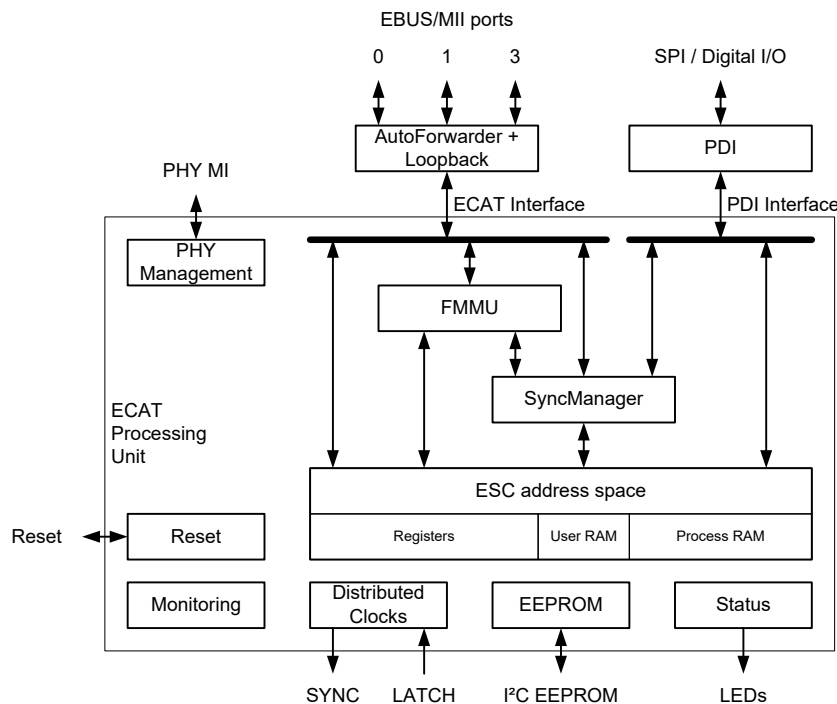 EBUS/MII ports
0 1 3
SPI / Digital I/O
AutoForwarder +
Loopback
PDI
PHY MI
ECAT Interface
PDI Interface
PHY
Management
FMMU
SyncManager
ECAT
Processing
Unit
ESC address space
Registers
User RAM
Process RAM
Reset
Reset
Monitoring
Distributed
Clocks
EEPROM
Status
SYNC
LATCH
I²C EEPROM
LEDs